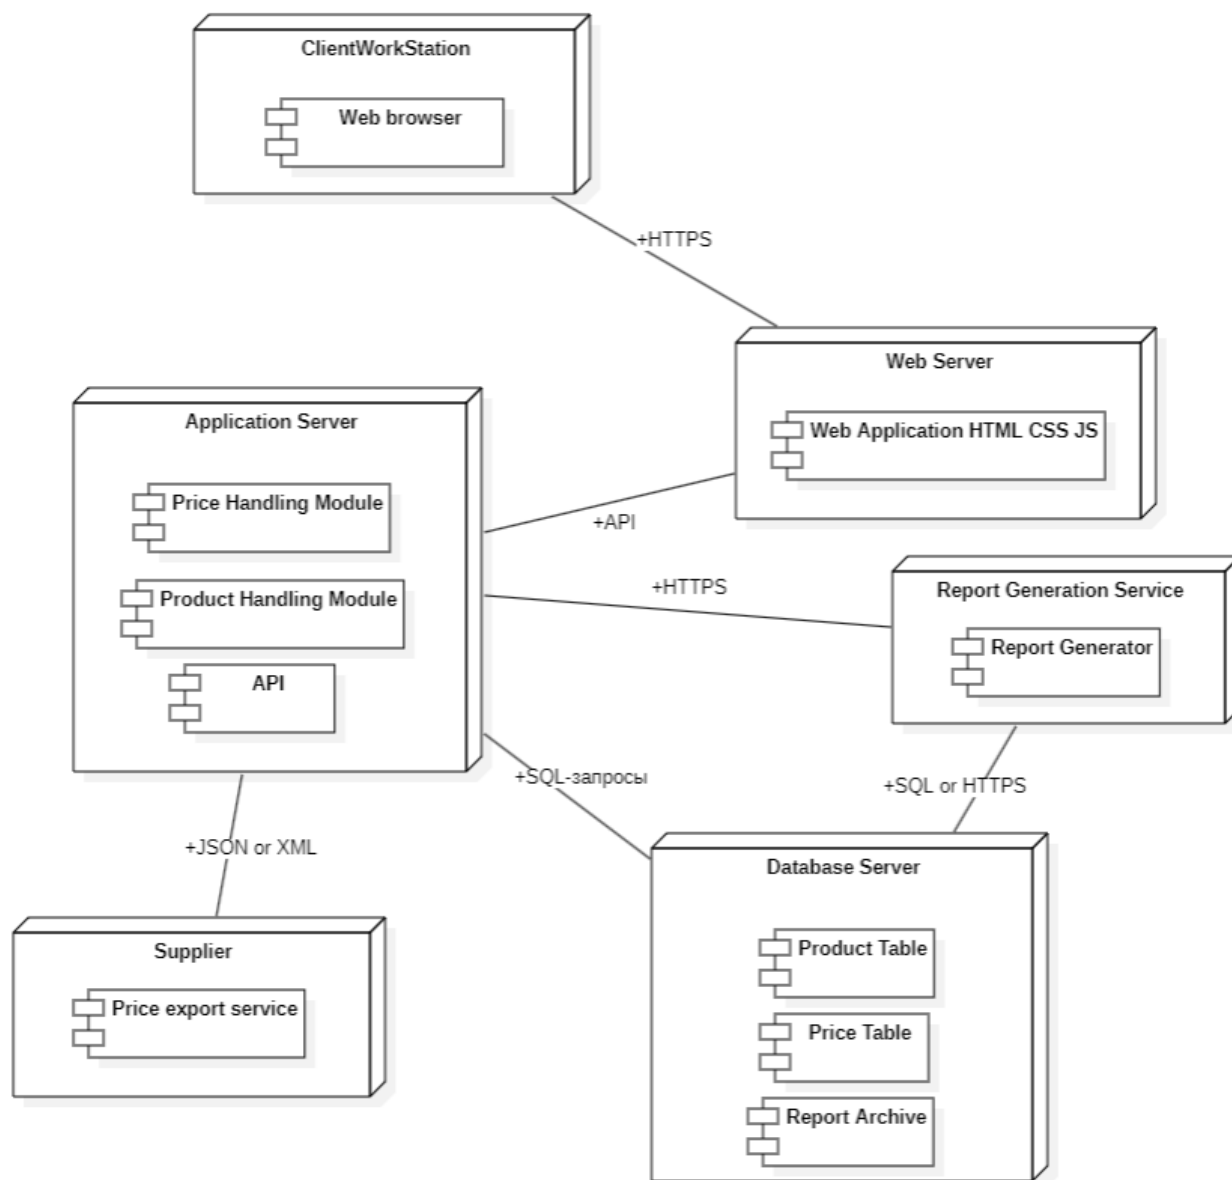 ClientWorkStation
Web browser
+HTTPS
Web Server
Web Application HTML CSS JS
Application Server
Price Handling Module
Product Handling Module
API
+API
+HTTPS
Report Generation Service
Report Generator
+SQL-запросы
+SQL or HTTPS
+JSON or XML
Supplier
Price export service
Database Server
Product Table
Price Table
Report Archive